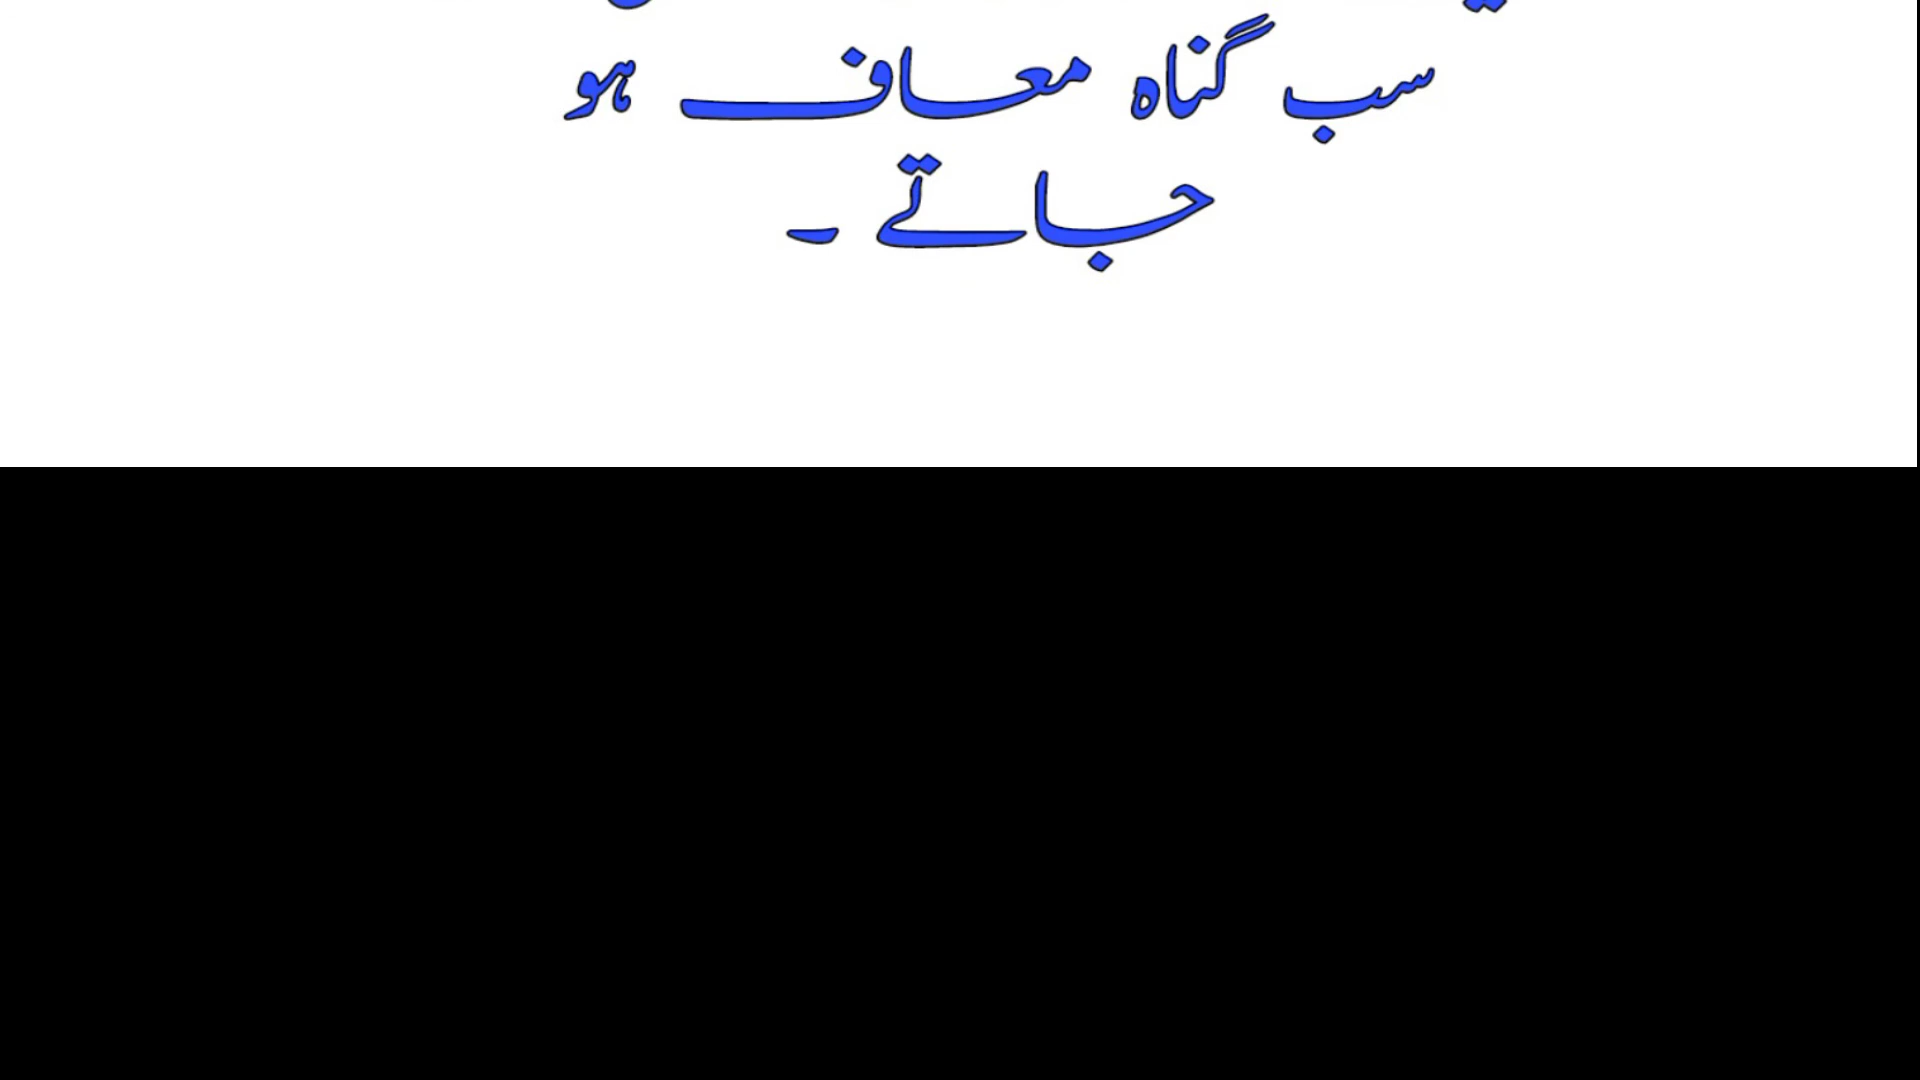 سب گناہ معاف ہو
جاتے ۔